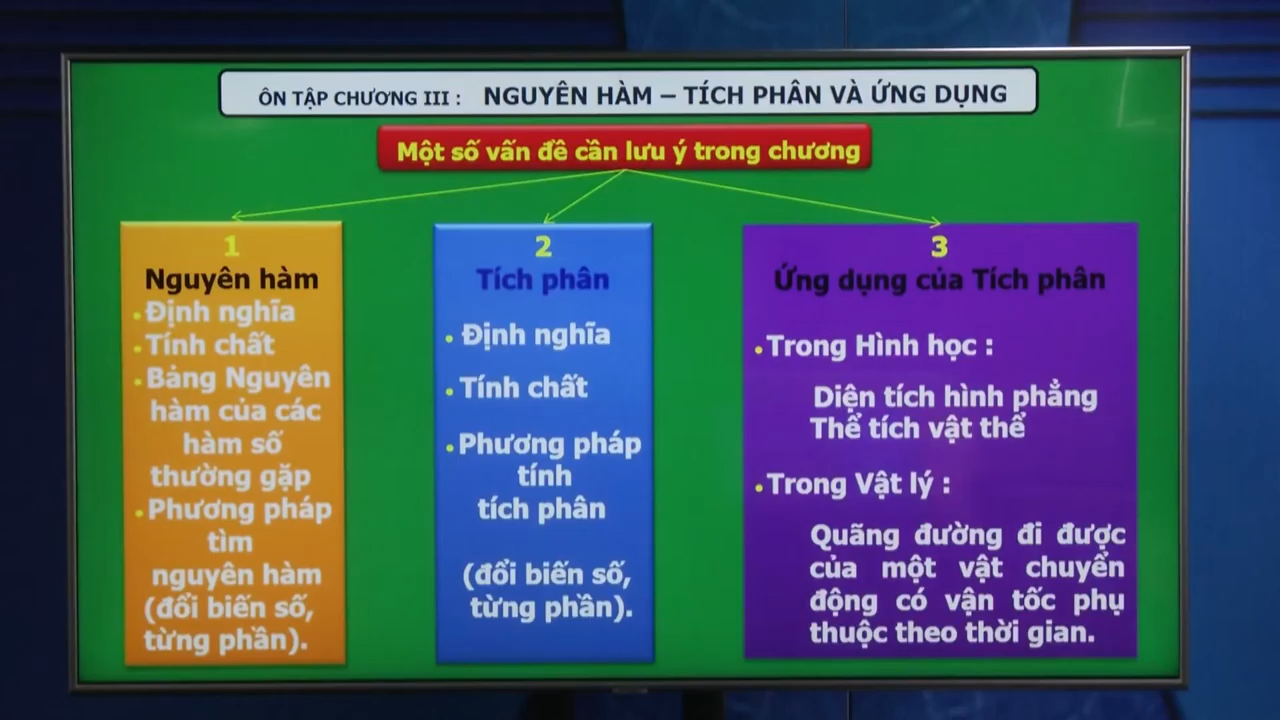 ÔN TẬP CHƯƠNG III : NGUYÊN HÀM – TÍCH PHÂN VÀ ỨNG DỤNG
Một số vấn đề cần lưu ý trong chương
1
Nguyên hàm
• Định nghĩa
• Tính chất
• Bảng Nguyên
hàm của các
hàm số
thường gặp
• Phương pháp
tìm
nguyên hàm
(đổi biến số,
từng phần).
2
Tích phân
• Định nghĩa
• Tính chất
• Phương pháp
tính
tích phân
(đổi biến số,
từng phần).
3
Ứng dụng của Tích phân
• Trong Hình học :
Diện tích hình phẳng
Thể tích vật thể
• Trong Vật lý :
Quãng đường đi được
của một vật chuyển
động có vận tốc phụ
thuộc theo thời gian.